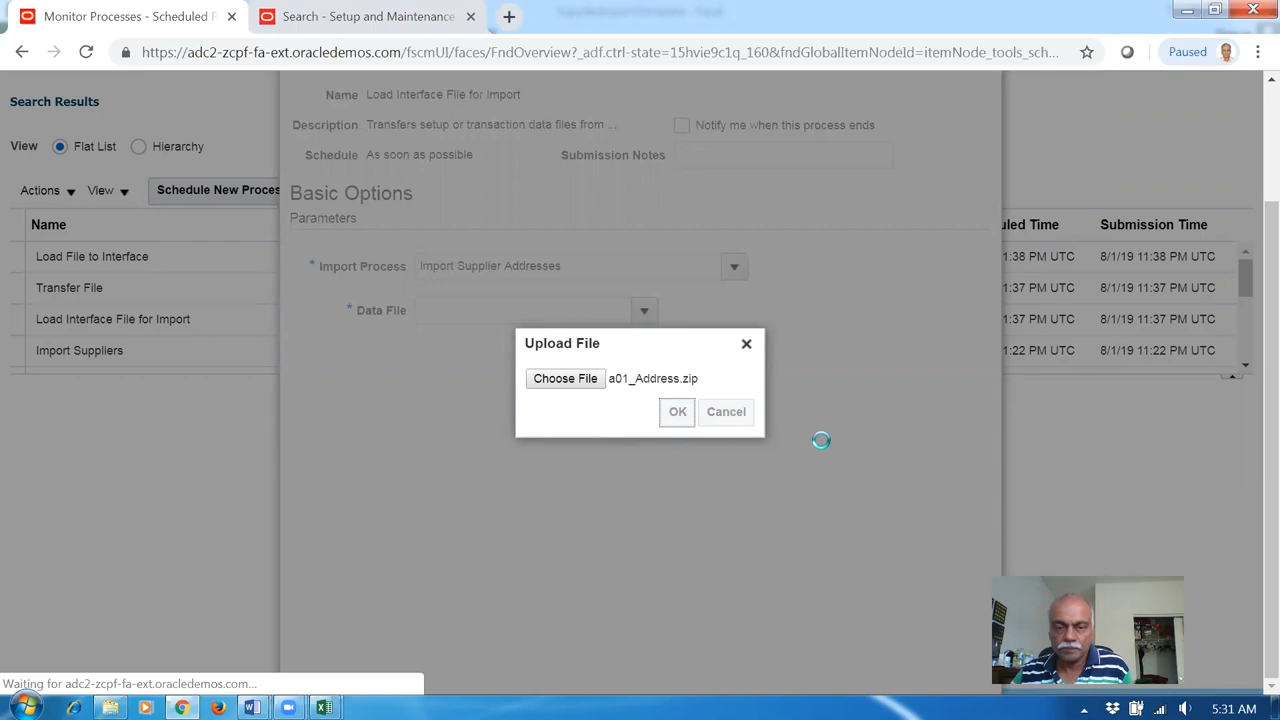 Monitor Processes - Scheduled P
Search - Setup and Maintenance
https://adc2-zcpf-fa-ext.oracledemos.com/fscmUI/faces/FndOverview?_adf.ctrl-state=15hvie9c1q_160&fndGlobalItemNodeId=itemNode_tools_sch...
Paused
Search Results
Name Load Interface File for Import
Description Transfers setup or transaction data files from ... Notify me when this process ends
Schedule As soon as possible Submission Notes
View Flat List Hierarchy
Actions View Schedule New Proces
Basic Options
Parameters
Name
uled Time Submission Time
Load File to Interface 1:38 PM UTC 8/1/19 11:38 PM UTC
* Import Process Import Supplier Addresses
Transfer File 1:37 PM UTC 8/1/19 11:37 PM UTC
* Data File
Load Interface File for Import 1:37 PM UTC 8/1/19 11:37 PM UTC
Import Suppliers 1:22 PM UTC 8/1/19 11:22 PM UTC
Upload File
Choose File a01_Address.zip
OK Cancel
Waiting for adc2-zcpf-fa-ext.oracledemos.com...
5:31 AM